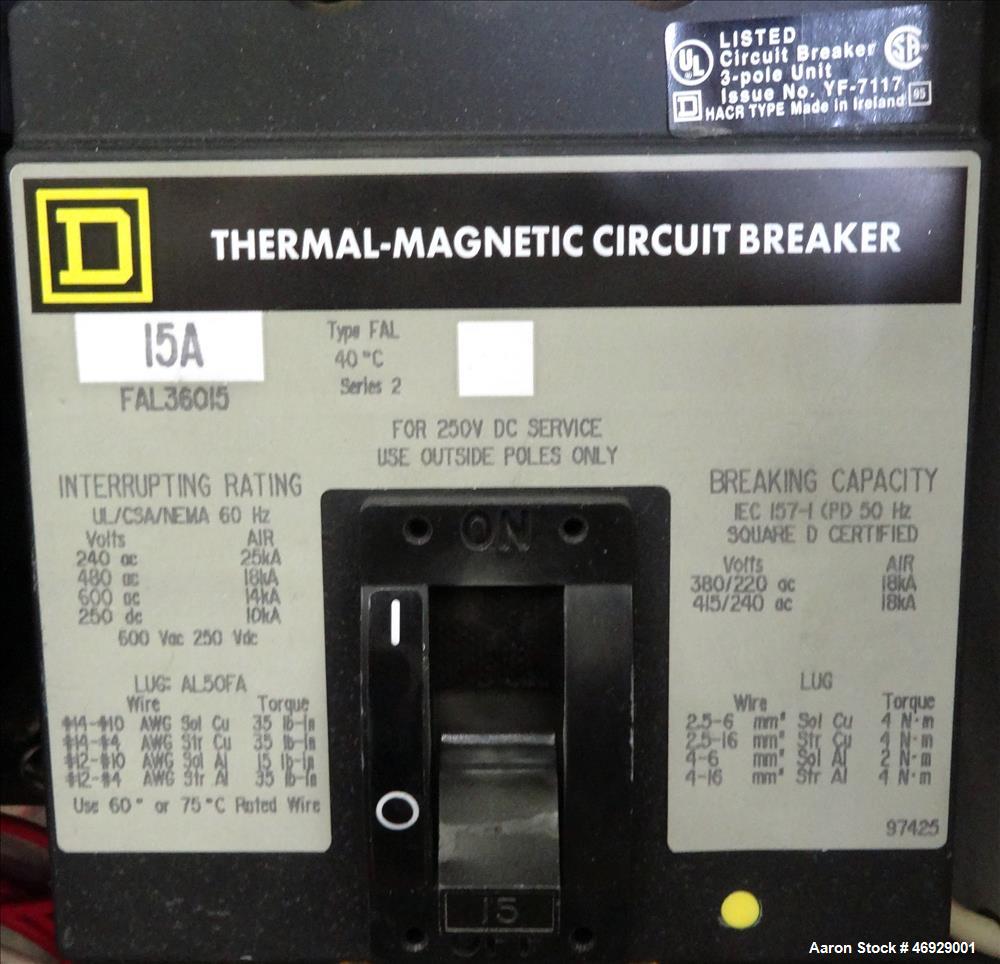 LISTED
Circuit Breaker
3-pole Unit
Issue No. YF-7117
HACR TYPE Made in Ireland
UL
SA
D
95
D
THERMAL-MAGNETIC CIRCUIT BREAKER
15A
FAL36015
Type FAL
40°C
Series 2
FOR 250V DC SERVICE
USE OUTSIDE POLES ONLY
INTERRUPTING RATING
UL/CSA/NEMA 60 Hz
Volts AIR
240 ac 25kA
480 ac 18kA
600 ac 14kA
250 dc 10kA
600 Vac 250 Vdc
LUG: AL50FA
Wire Torque
#14-#10 AWG Sol Cu 35 lb-in
#14-#4 AWG Str Cu 35 lb-in
#12-#10 AWG Sol Al 15 lb-in
#12-#4 AWG Str Al 35 lb-in
Use 60° or 75°C Rated Wire
ON
I
O
15
OFF
BREAKING CAPACITY
IEC 157-1 (PD 50 Hz
SQUARE D CERTIFIED
Volts AIR
380/220 ac 18kA
415/240 ac 18kA
LUG
Wire Torque
2.5-6 mm² Sol Cu 4 N·m
2.5-16 mm² Str Cu 4 N·m
4-6 mm² Sol Al 2 N·m
4-16 mm² Str Al 4 N·m
97425
Aaron Stock # 46929001